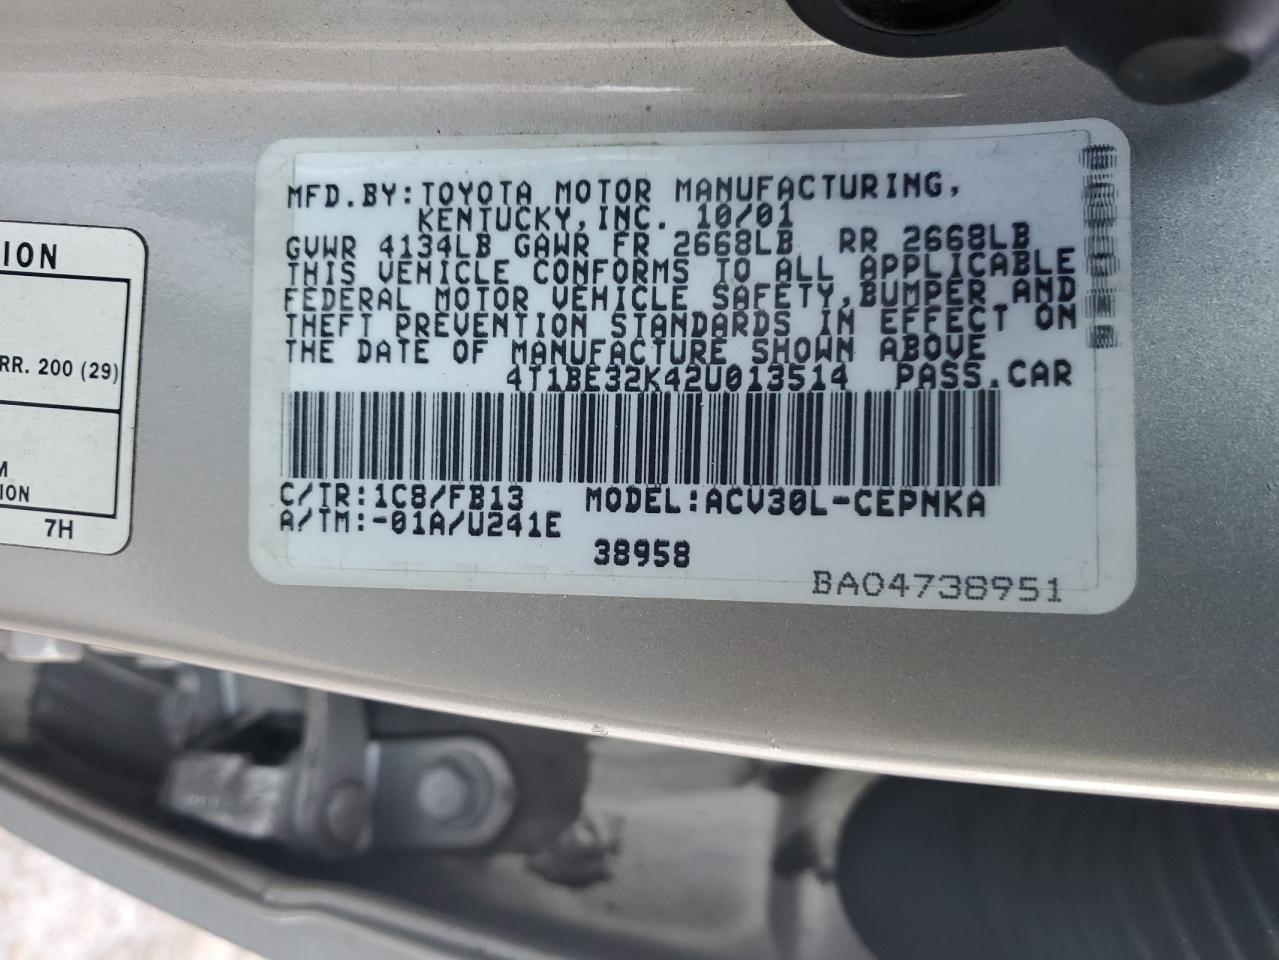 MFD.BY:TOYOTA MOTOR MANUFACTURING,
KENTUCKY,INC. 10/01
GVWR 4134LB GAWR FR 2668LB RR 2668LB
THIS VEHICLE CONFORMS TO ALL APPLICABLE
FEDERAL MOTOR VEHICLE SAFETY,BUMPER AND
THEFT PREVENTION STANDARDS IN EFFECT ON
THE DATE OF MANUFACTURE SHOWN ABOVE
4T1BE32K42U013514 PASS.CAR
C/TR:1C8/FB13 MODEL:ACV30L-CEPNKA
A/TM:-01A/U241E
38958
BA04738951
ION
RR. 200 (29)
M
ION
7H